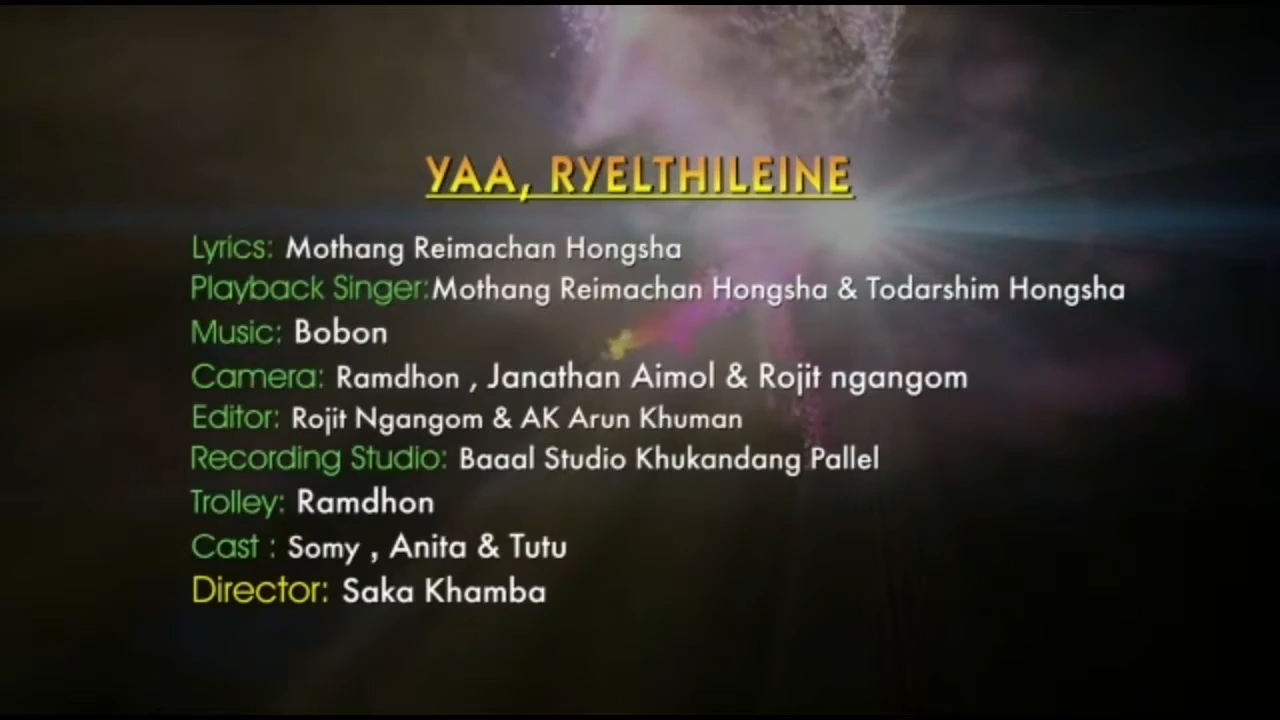 YAA, RYELTHILEINE
Lyrics: Mothang Reimachan Hongsha
Playback Singer:Mothang Reimachan Hongsha & Todarshim Hongsha
Music: Bobon
Camera: Ramdhon , Janathan Aimol & Rojit ngangom
Editor: Rojit Ngangom & AK Arun Khuman
Recording Studio: Baaal Studio Khukandang Pallel
Trolley: Ramdhon
Cast : Somy , Anita & Tutu
Director: Saka Khamba